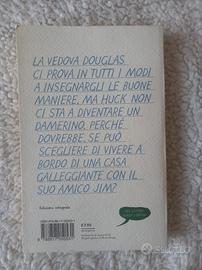 LA VEDOVA DOUGLAS
CI PROVA IN TUTTI I MODI
A INSEGNARGLI LE BUONE
MANIERE, MA HUCK NON
CI STA A DIVENTARE UN
DAMERINO. PERCHÉ
DOVREBBE, SE PUÒ
SCEGLIERE DI VIVERE A
BORDO DI UNA CASA
GALLEGGIANTE CON IL
SUO AMICO JIM?
Edizione integrale